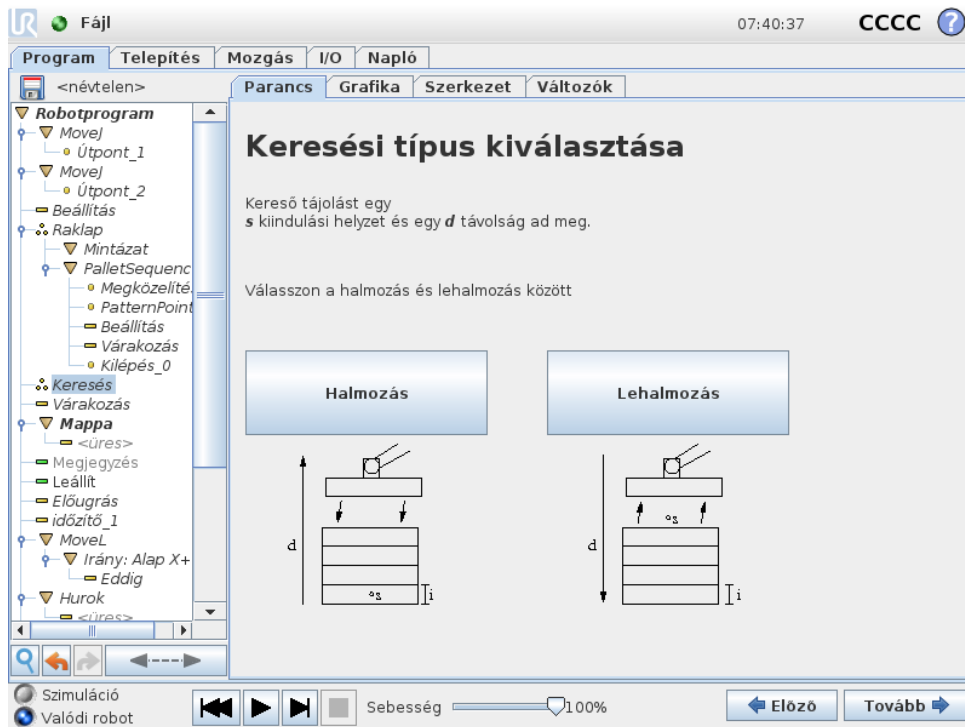 UR Fájl 07:40:37 CCCC ?
Program Telepítés Mozgás I/O Napló
<névtelen>
Parancs Grafika Szerkezet Változók
Robotprogram
MoveJ
Útpont_1
MoveJ
Útpont_2
Beállítás
Raklap
Mintázat
PalletSequenc
Megközelíté
PatternPoint
Beállítás
Várakozás
Kilépés_0
Keresés
Várakozás
Mappa
<üres>
Megjegyzés
Leállít
Előugrás
időzítő_1
MoveL
Irány: Alap X+
Eddig
Hurok
<üres>
Keresési típus kiválasztása
Kereső tájolást egy
s kiindulási helyzet és egy d távolság ad meg.
Válasszon a halmozás és lehalmozás között
Halmozás
Lehalmozás
d
s
i
d
s
i
Szimuláció
Valódi robot
Sebesség 100%
Előző
Tovább